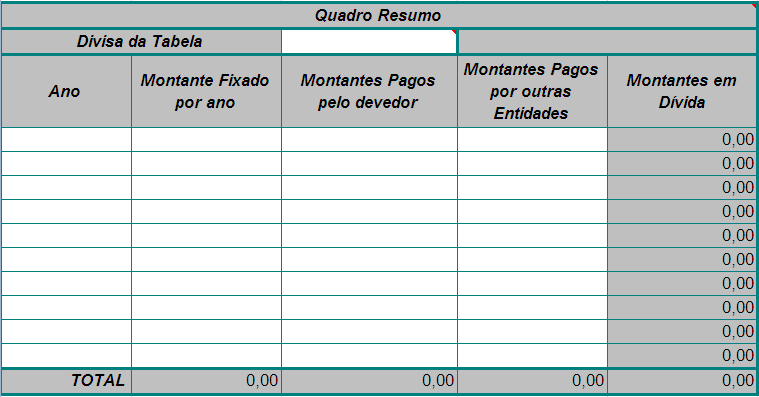 Quadro Resumo
Divisa da Tabela
Ano
Montante Fixado
por ano
Montantes Pagos
pelo devedor
Montantes Pagos
por outras
Entidades
Montantes em
Dívida
0,00
0,00
0,00
0,00
0,00
0,00
0,00
0,00
0,00
0,00
TOTAL 0,00 0,00 0,00 0,00